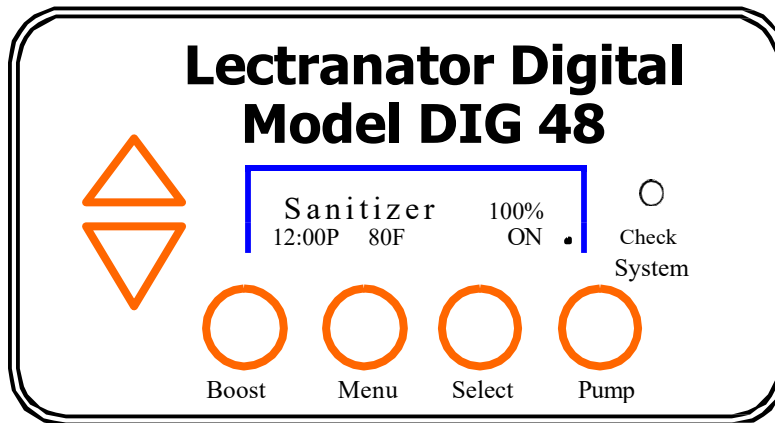 Lectranator Digital
Model DIG 48
Sanitizer 100%
12:00P 80F ON .
Check
System
Boost Menu Select Pump